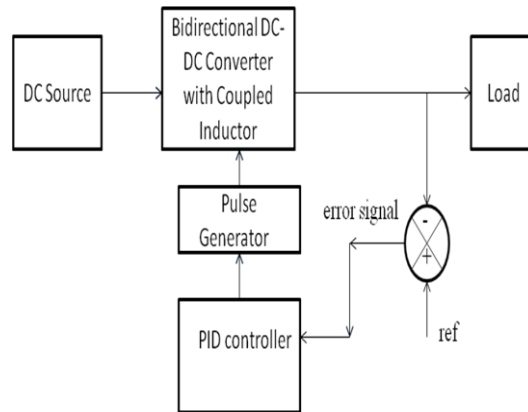 DC Source
Bidirectional DC-
DC Converter
with Coupled
Inductor
Load
Pulse
Generator
error signal
-
+
PID controller
ref